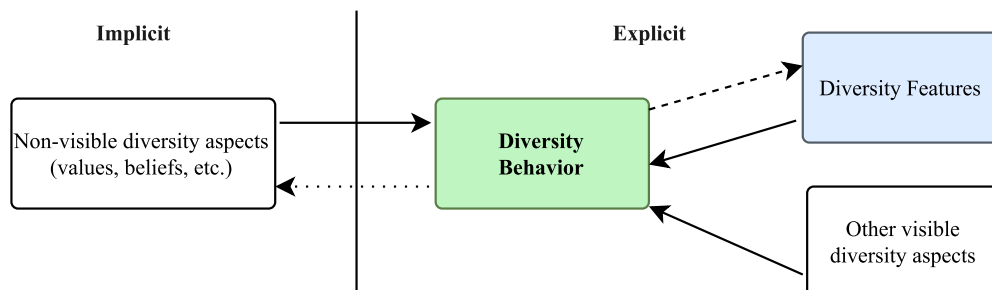 Implicit
Explicit
Non-visible diversity aspects
(values, beliefs, etc.)
Diversity
Behavior
Diversity Features
Other visible
diversity aspects